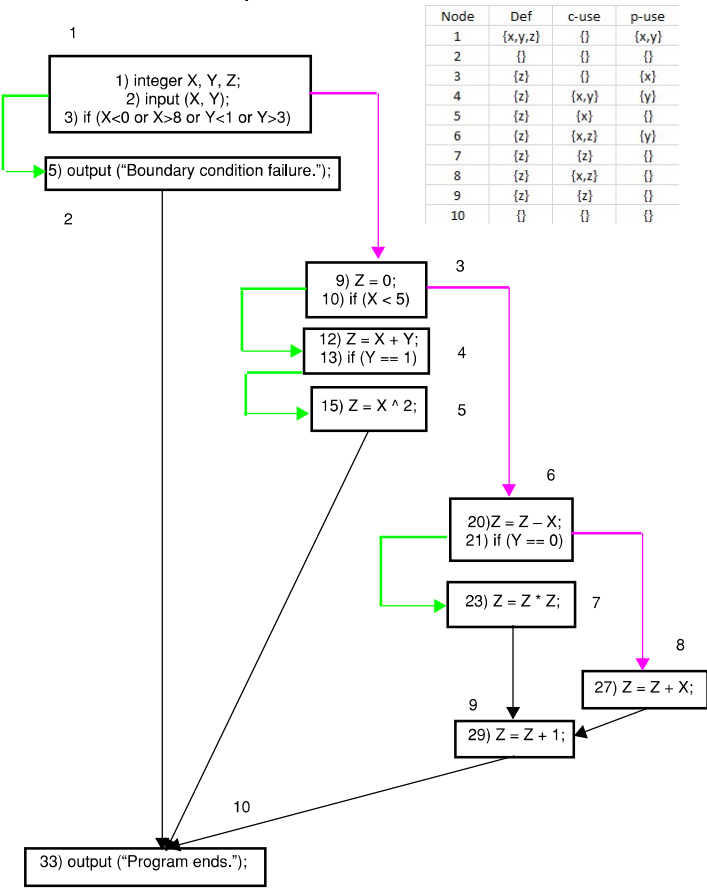 Node Def c-use p-use
1 {x,y,z} {} {x,y}
2 {} {} {}
3 {z} {} {x}
4 {z} {x,y} {y}
5 {z} {x} {}
6 {z} {x,z} {y}
7 {z} {z} {}
8 {z} {x,z} {}
9 {z} {z} {}
10 {} {} {}
1
1) integer X, Y, Z;
2) input (X, Y);
3) if (X<0 or X>8 or Y<1 or Y>3)
5) output (“Boundary condition failure.”);
2
3
9) Z = 0;
10) if (X < 5)
12) Z = X + Y;
13) if (Y == 1)
4
15) Z = X ^ 2;
5
6
20)Z = Z – X;
21) if (Y == 0)
23) Z = Z * Z;
7
8
27) Z = Z + X;
9
29) Z = Z + 1;
10
33) output (“Program ends.”);